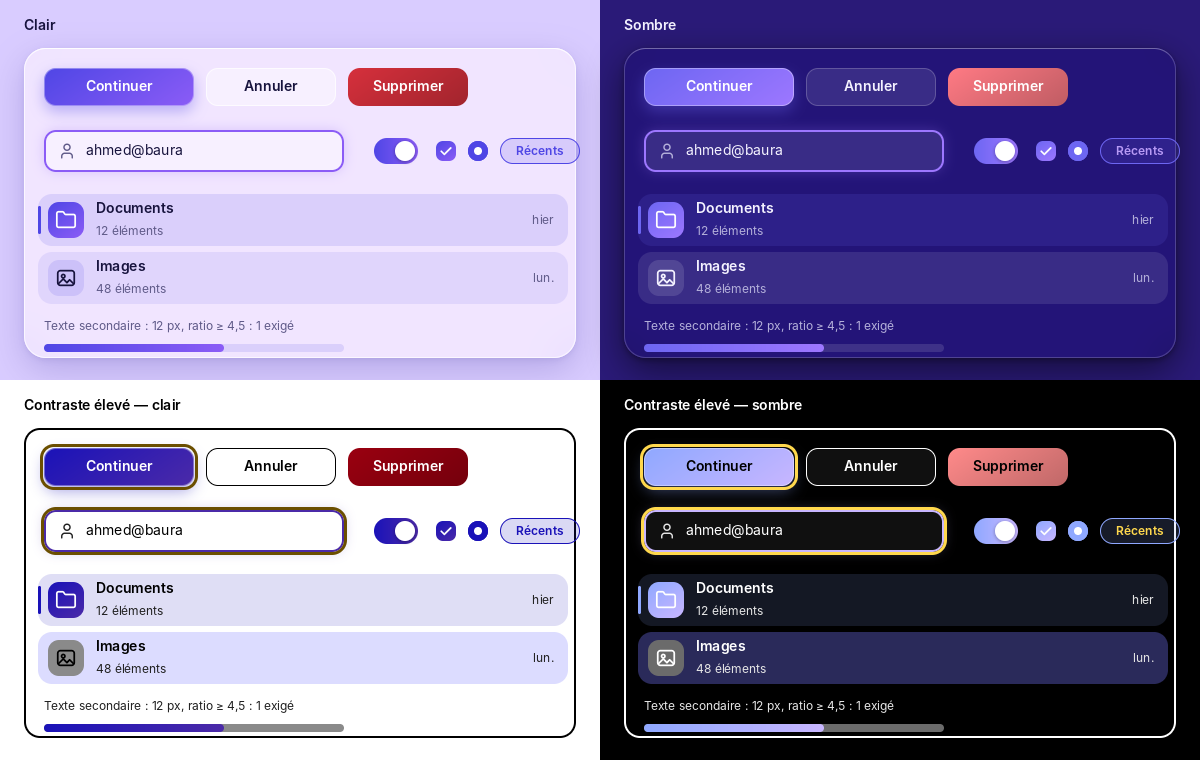 Clair
Continuer
Annuler
Supprimer
ahmed@baura
Récents
Documents
12 éléments
hier
Images
48 éléments
lun.
Texte secondaire : 12 px, ratio ≥ 4,5 : 1 exigé
Sombre
Continuer
Annuler
Supprimer
ahmed@baura
Récents
Documents
12 éléments
hier
Images
48 éléments
lun.
Texte secondaire : 12 px, ratio ≥ 4,5 : 1 exigé
Contraste élevé — clair
Continuer
Annuler
Supprimer
ahmed@baura
Récents
Documents
12 éléments
hier
Images
48 éléments
lun.
Texte secondaire : 12 px, ratio ≥ 4,5 : 1 exigé
Contraste élevé — sombre
Continuer
Annuler
Supprimer
ahmed@baura
Récents
Documents
12 éléments
hier
Images
48 éléments
lun.
Texte secondaire : 12 px, ratio ≥ 4,5 : 1 exigé